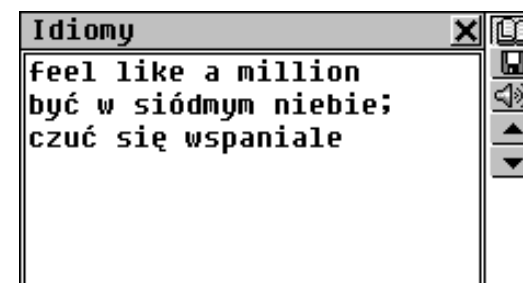 Idiomy
feel like a million
być w siódmym niebie;
czuć się wspaniale